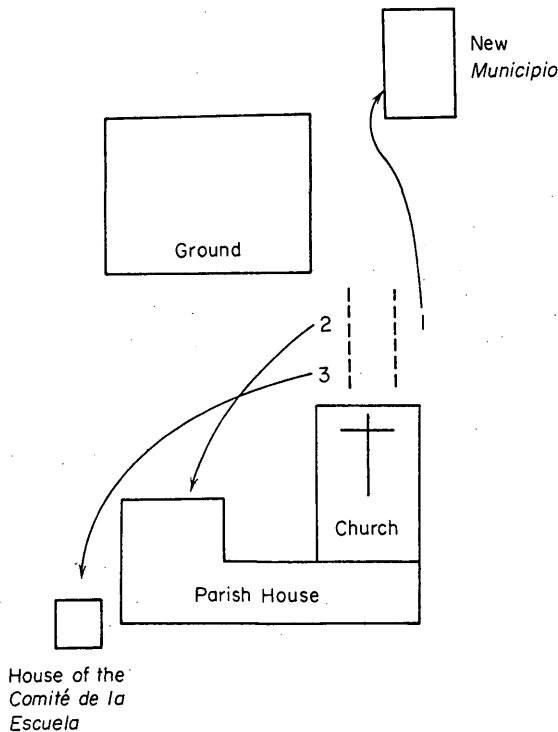 New
Municipio
Ground
1
2
3
Church
Parish House
House of the
Comité de la
Escuela